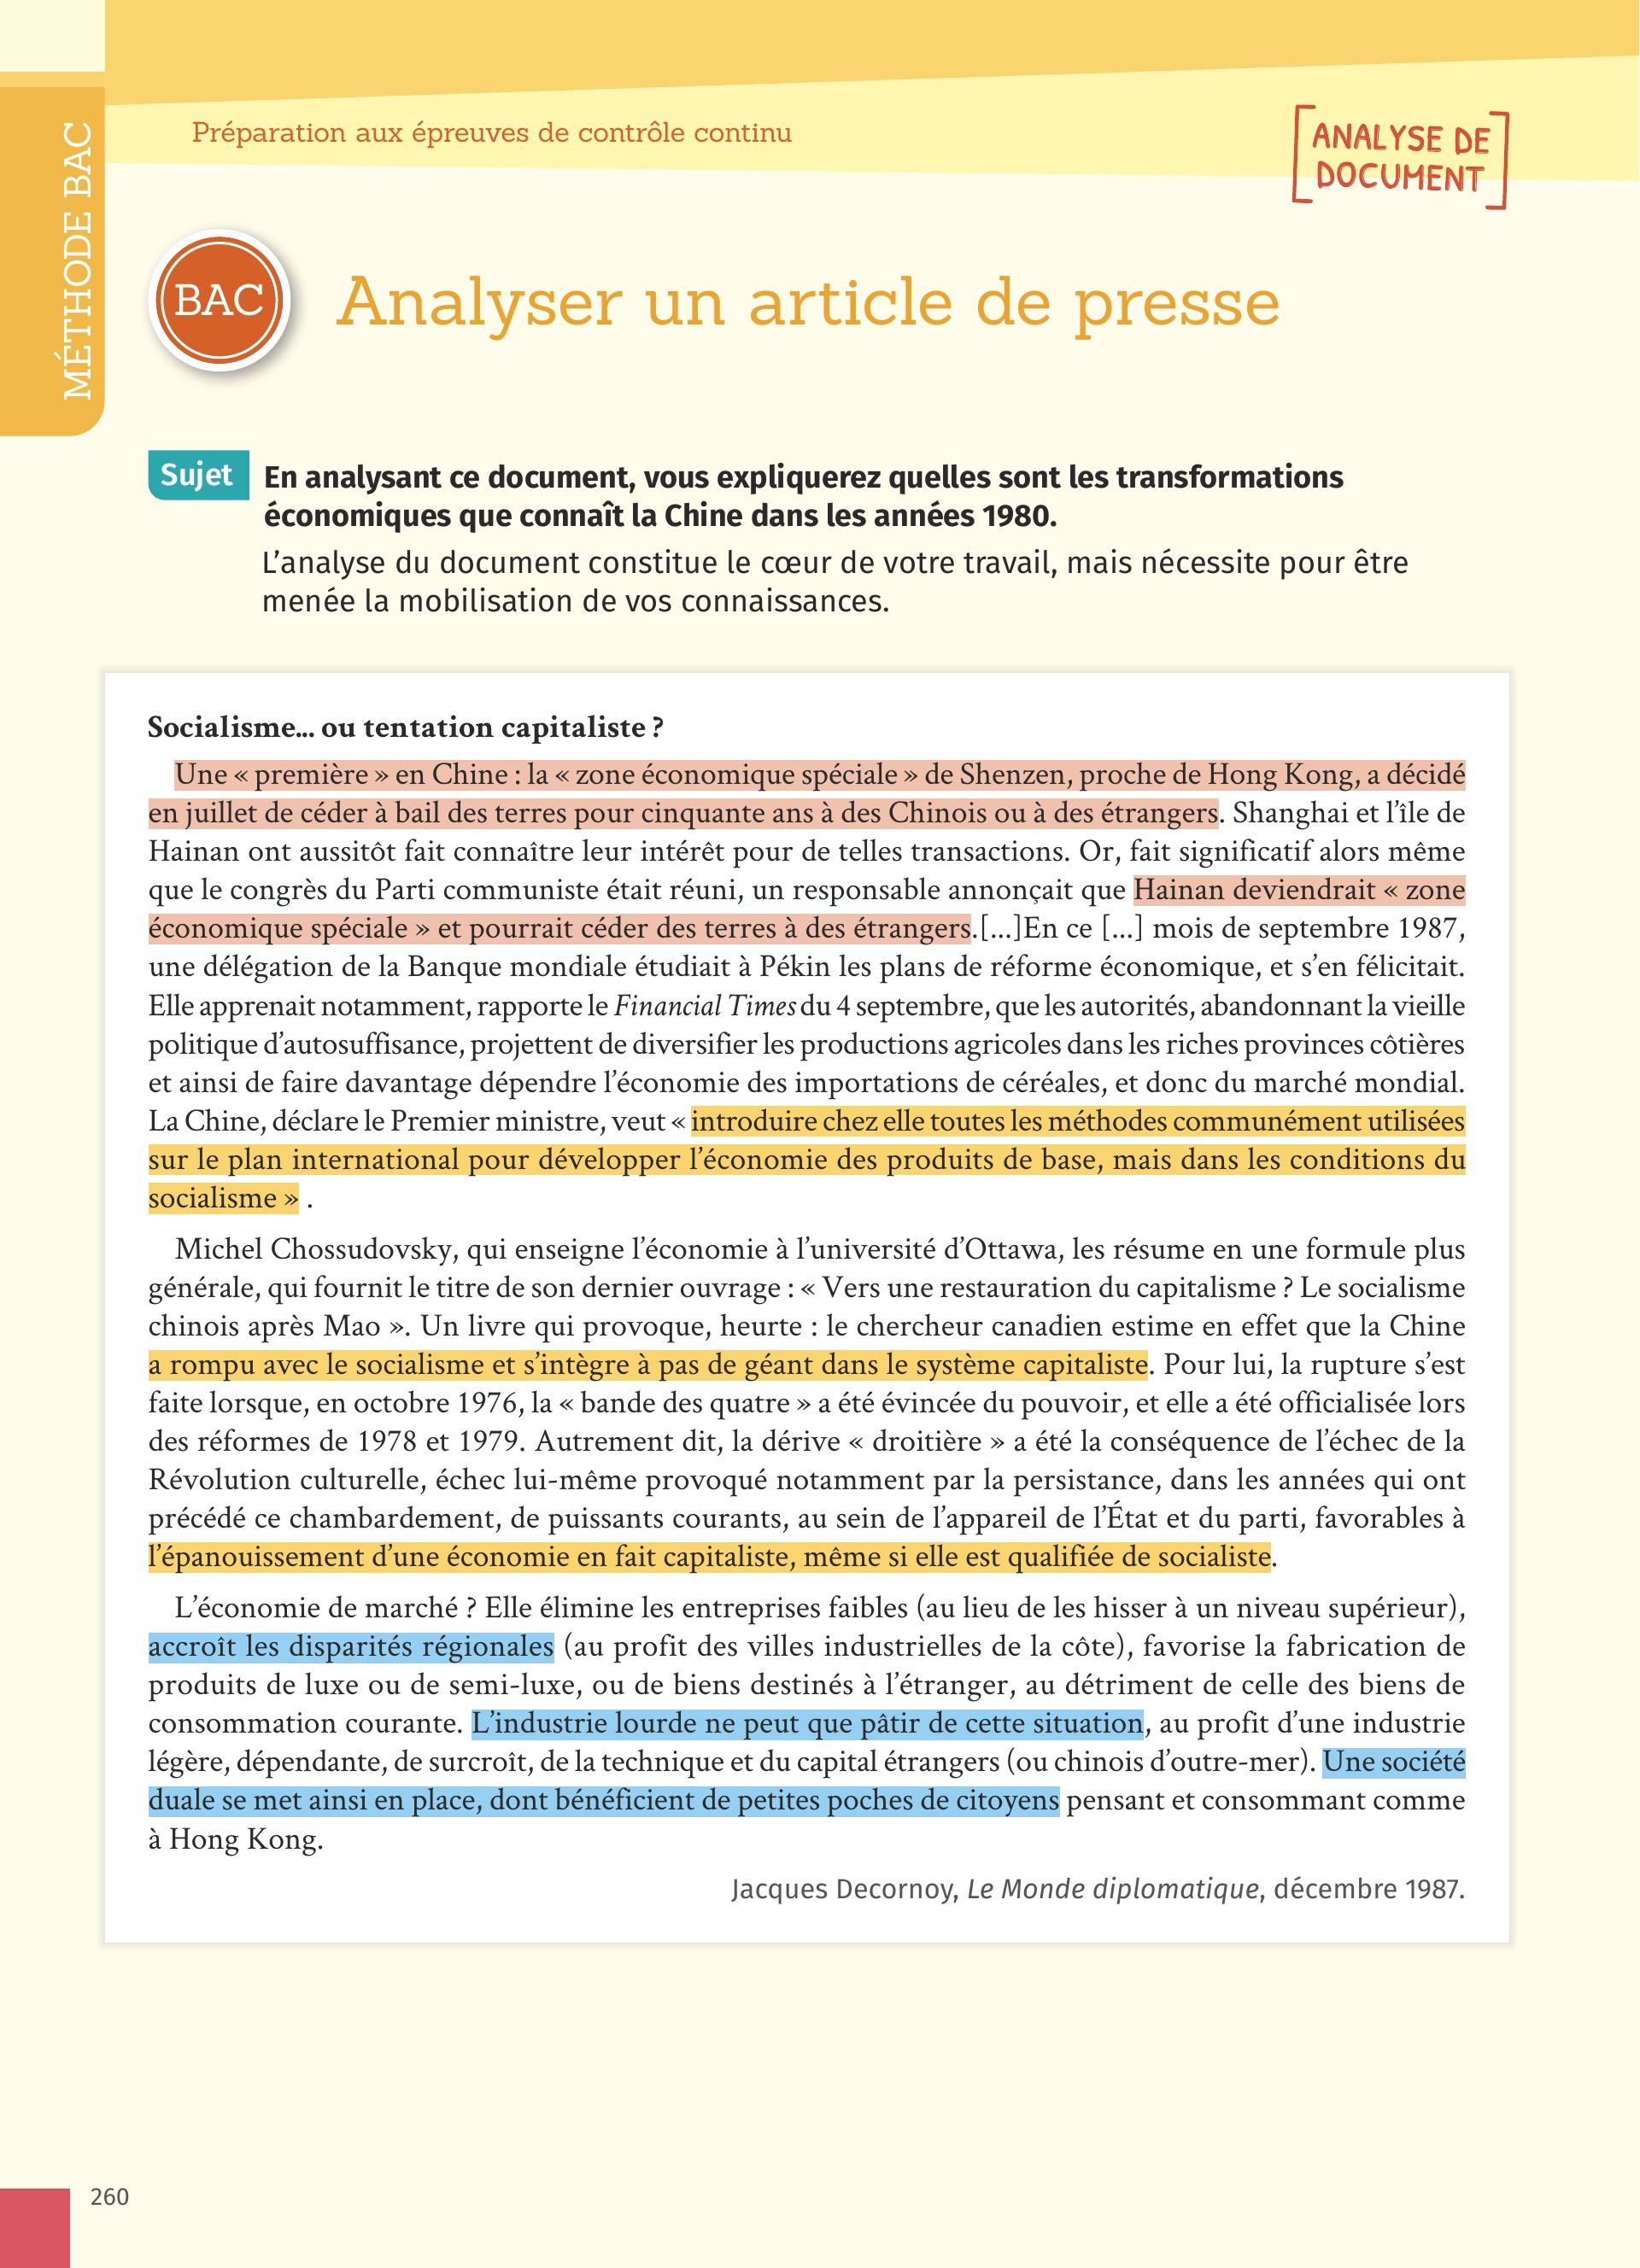 Préparation aux épreuves de contrôle continu
ANALYSE DE
DOCUMENT
MÉTHODE BAC
BAC
Analyser un article de presse
Sujet
En analysant ce document, vous expliquerez quelles sont les transformations
économiques que connaît la Chine dans les années 1980.
L'analyse du document constitue le cœur de votre travail, mais nécessite pour être
menée la mobilisation de vos connaissances.
Socialisme... ou tentation capitaliste ?
Une « première » en Chine : la « zone économique spéciale » de Shenzen, proche de Hong Kong, a décidé
en juillet de céder à bail des terres pour cinquante ans à des Chinois ou à des étrangers. Shanghai et l'île de
Hainan ont aussitôt fait connaître leur intérêt pour de telles transactions. Or, fait significatif alors même
que le congrès du Parti communiste était réuni, un responsable annonçait que Hainan deviendrait « zone
économique spéciale » et pourrait céder des terres à des étrangers.[...]En ce [...] mois de septembre 1987,
une délégation de la Banque mondiale étudiait à Pékin les plans de réforme économique, et s'en félicitait.
Elle apprenait notamment, rapporte le Financial Times du 4 septembre, que les autorités, abandonnant la vieille
politique d'autosuffisance, projettent de diversifier les productions agricoles dans les riches provinces côtières
et ainsi de faire davantage dépendre l'économie des importations de céréales, et donc du marché mondial.
La Chine, déclare le Premier ministre, veut « introduire chez elle toutes les méthodes communément utilisées
sur le plan international pour développer l'économie des produits de base, mais dans les conditions du
socialisme » .
Michel Chossudovsky, qui enseigne l'économie à l'université d'Ottawa, les résume en une formule plus
générale, qui fournit le titre de son dernier ouvrage : « Vers une restauration du capitalisme ? Le socialisme
chinois après Mao ». Un livre qui provoque, heurte : le chercheur canadien estime en effet que la Chine
a rompu avec le socialisme et s'intègre à pas de géant dans le système capitaliste. Pour lui, la rupture s'est
faite lorsque, en octobre 1976, la « bande des quatre » a été évincée du pouvoir, et elle a été officialisée lors
des réformes de 1978 et 1979. Autrement dit, la dérive « droitière » a été la conséquence de l'échec de la
Révolution culturelle, échec lui-même provoqué notamment par la persistance, dans les années qui ont
précédé ce chambardement, de puissants courants, au sein de l'appareil de l'État et du parti, favorables à
l'épanouissement d'une économie en fait capitaliste, même si elle est qualifiée de socialiste.
L'économie de marché ? Elle élimine les entreprises faibles (au lieu de les hisser à un niveau supérieur),
accroît les disparités régionales (au profit des villes industrielles de la côte), favorise la fabrication de
produits de luxe ou de semi-luxe, ou de biens destinés à l'étranger, au détriment de celle des biens de
consommation courante. L'industrie lourde ne peut que pâtir de cette situation, au profit d'une industrie
légère, dépendante, de surcroît, de la technique et du capital étrangers (ou chinois d'outre-mer). Une société
duale se met ainsi en place, dont bénéficient de petites poches de citoyens pensant et consommant comme
à Hong Kong.
Jacques Decornoy, Le Monde diplomatique, décembre 1987.
260